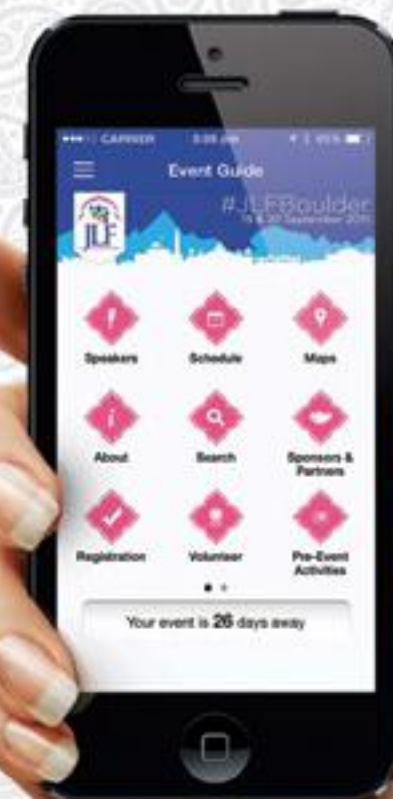 CARRIER
Event Guide
JLF
#JLFBoulder
Speakers
Schedule
Maps
About
Search
Sponsors &
Partners
Registration
Volunteer
Pre-Event
Activities
Your event is 26 days away